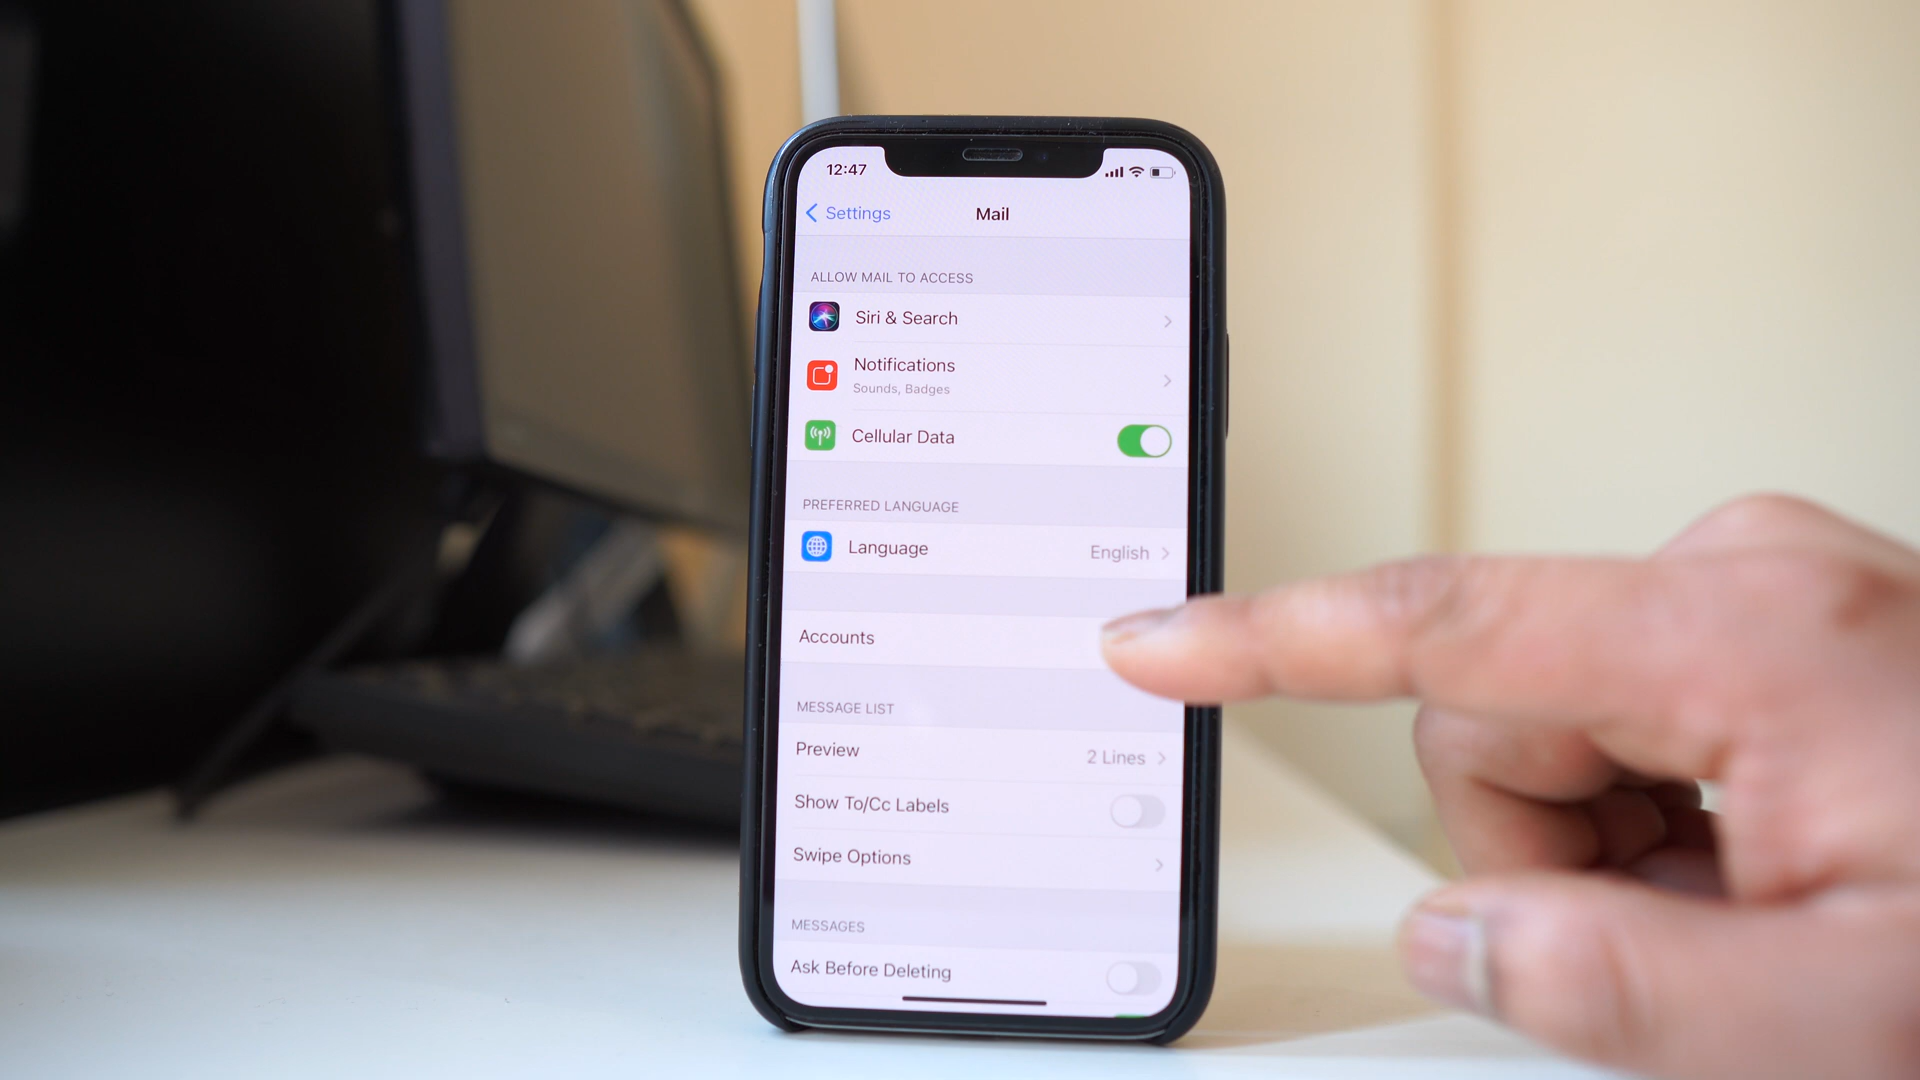 12:47
Settings
Mail
ALLOW MAIL TO ACCESS
Siri & Search
Notifications
Sounds, Badges
Cellular Data
PREFERRED LANGUAGE
Language English
Accounts
MESSAGE LIST
Preview 2 Lines
Show To/Cc Labels
Swipe Options
MESSAGES
Ask Before Deleting